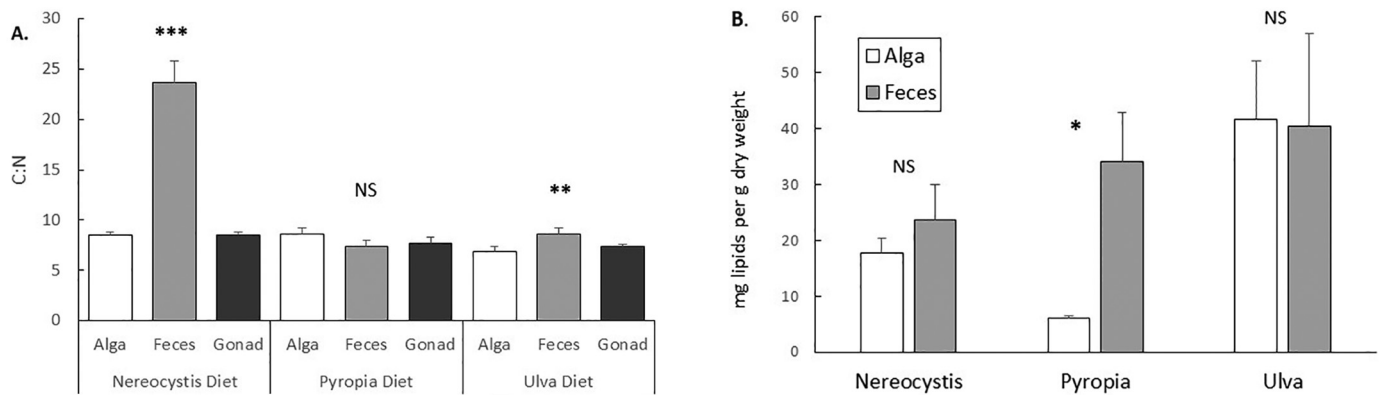 A.
30
25
20
15
10
5
0
C:N
***
NS
**
Alga Feces Gonad Alga Feces Gonad Alga Feces Gonad
Nereocystis Diet Pyropia Diet Ulva Diet
B.
60
50
40
30
20
10
0
mg lipids per g dry weight
Alga
Feces
NS
*
NS
Nereocystis Pyropia Ulva